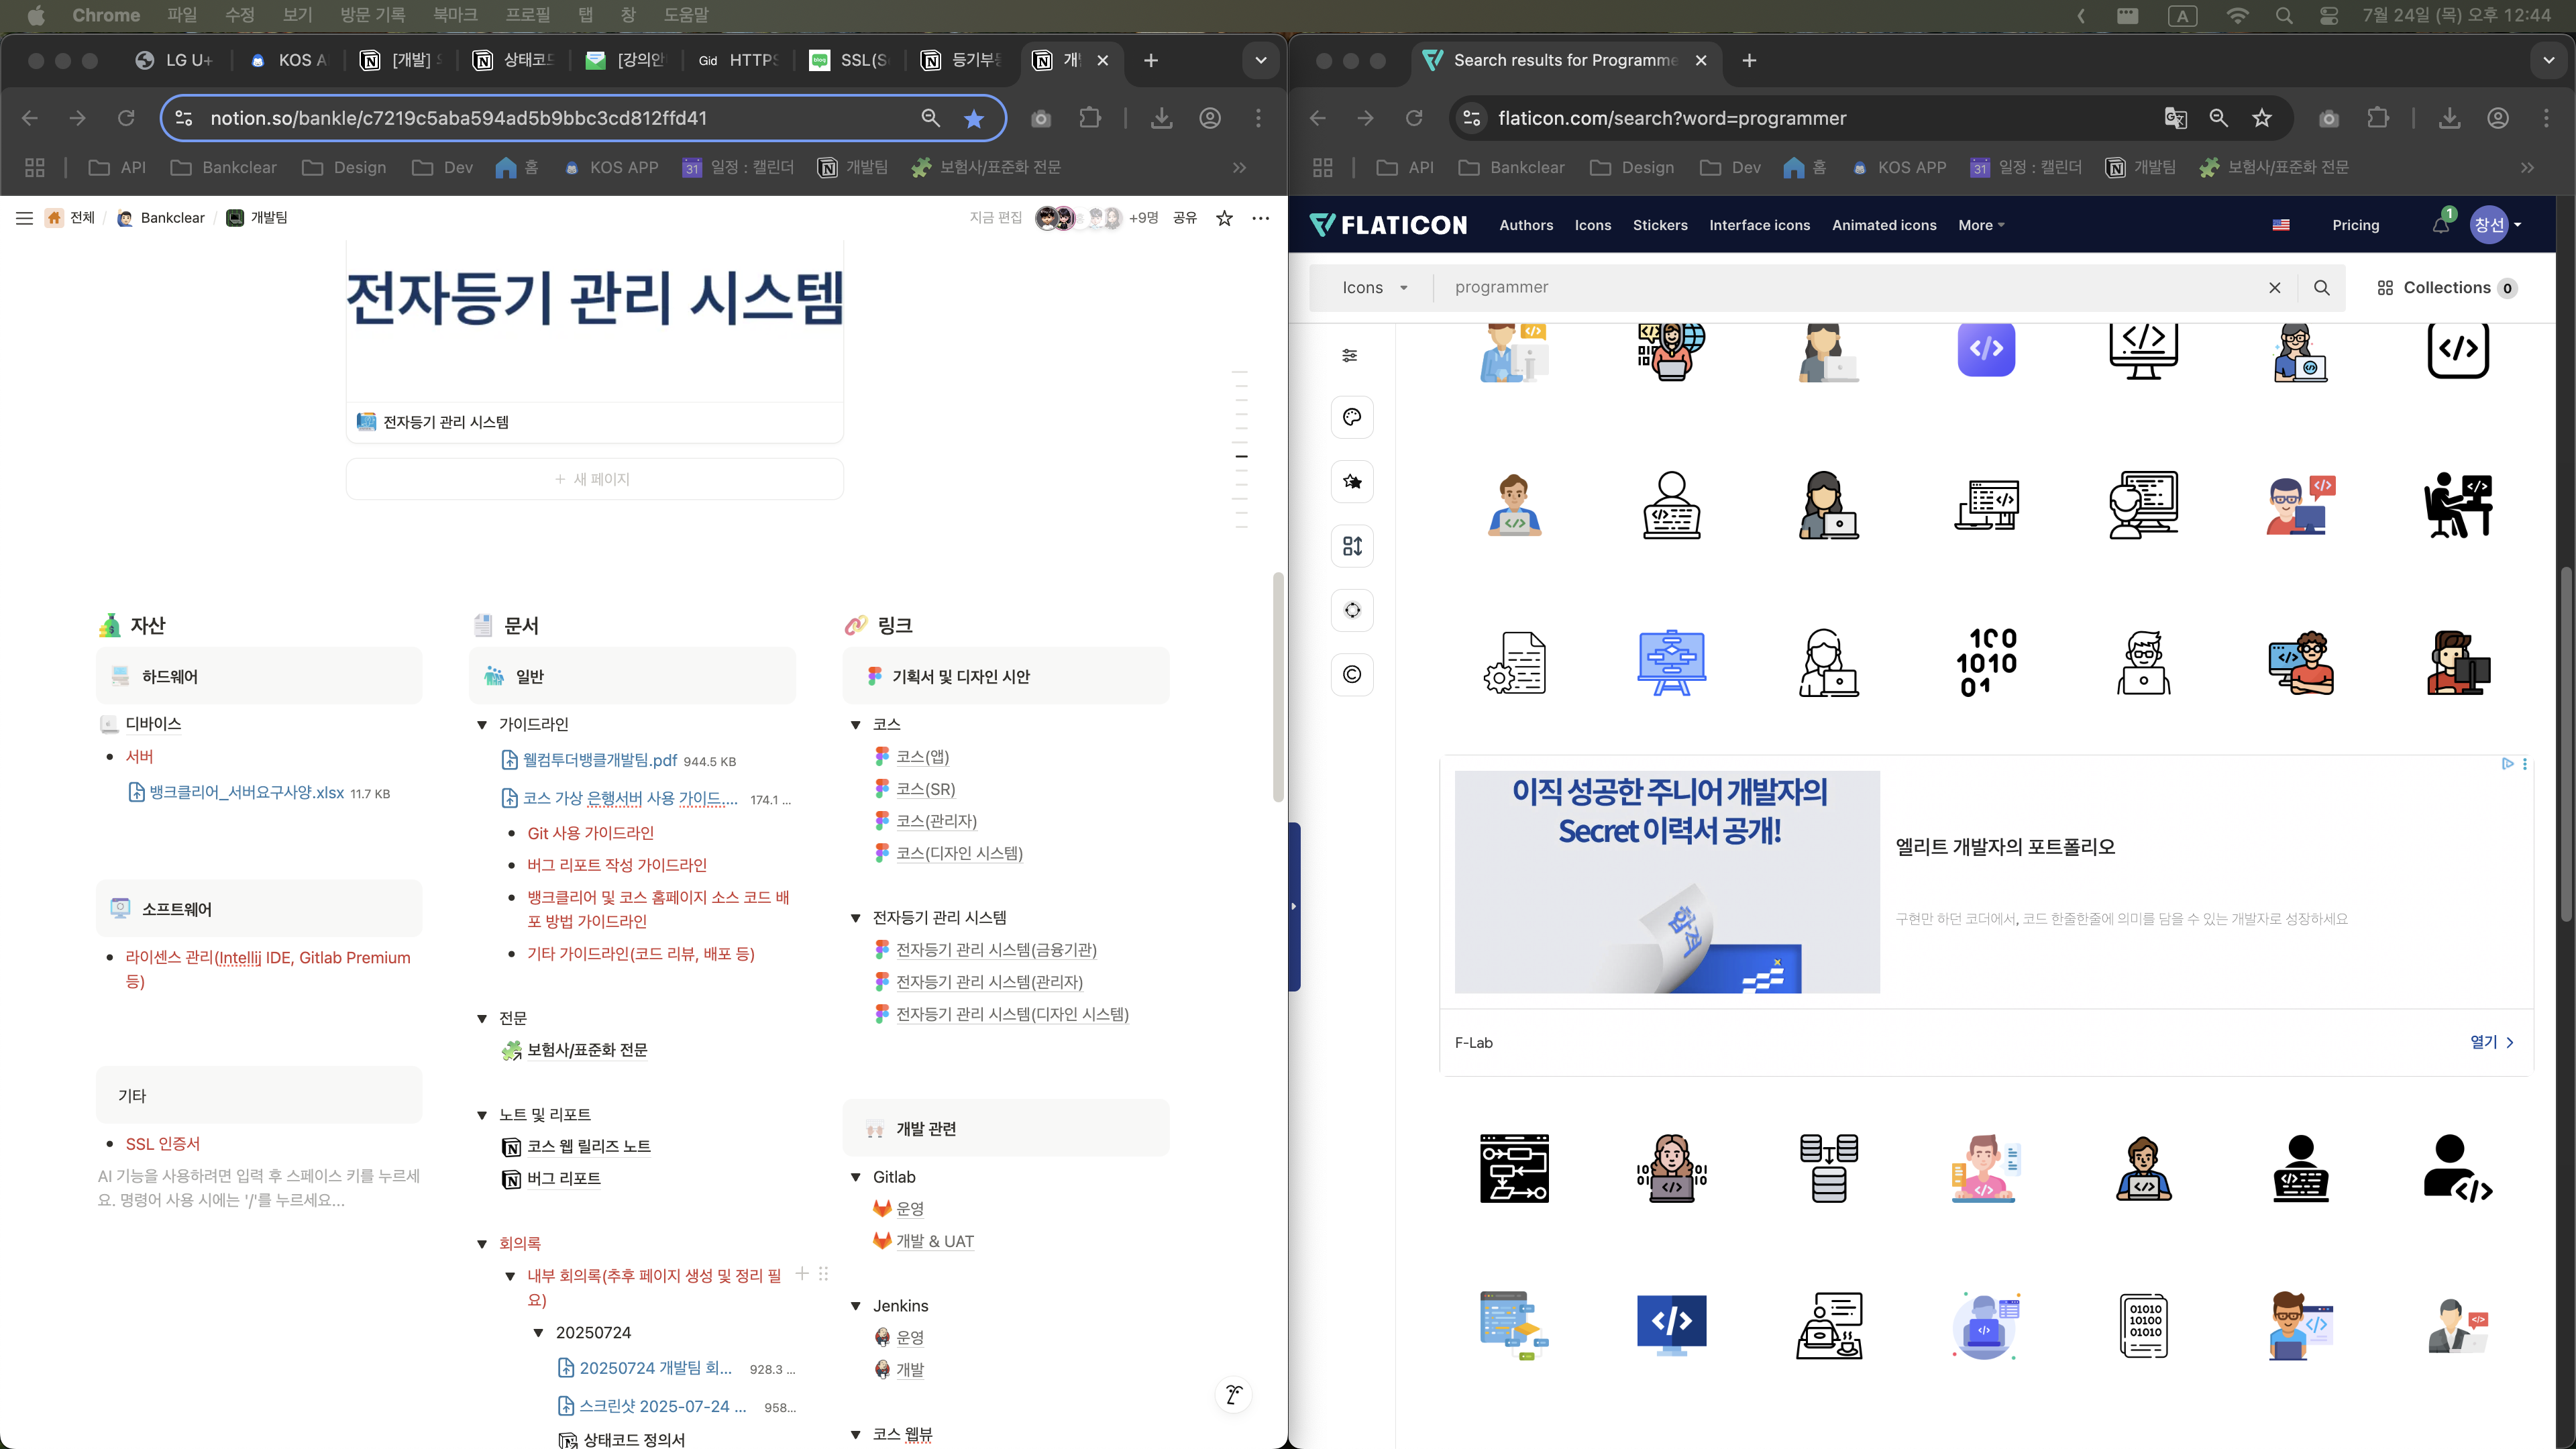 Chrome 파일 수정 보기 방문 기록 북마크 프로필 탭 창 도움말
A 7월 24일 (목) 오후 12:44
LG U+ KOS A [개발] 상태코드 [강의안 Gid HTTPS SSL(S 등기부등
notion.so/bankle/c7219c5aba594ad5b9bbc3cd812ffd41
API Bankclear Design Dev 홈 KOS APP 31 일정 : 캘린더 개발팀 보험사/표준화 전문
전체 / Bankclear / 개발팀
지금 편집 +9명 공유
전자등기 관리 시스템
전자등기 관리 시스템
+ 새 페이지
자산
하드웨어
디바이스
서버
뱅크클리어_서버요구사양.xlsx 11.7 KB
소프트웨어
라이센스 관리(Intellij IDE, Gitlab Premium
등)
기타
SSL 인증서
AI 기능을 사용하려면 입력 후 스페이스 키를 누르세
요. 명령어 사용 시에는 '/'를 누르세요...
문서
일반
가이드라인
웰컴투더뱅클개발팀.pdf 944.5 KB
코스 가상 은행서버 사용 가이드.... 174.1 ...
Git 사용 가이드라인
버그 리포트 작성 가이드라인
뱅크클리어 및 코스 홈페이지 소스 코드 배
포 방법 가이드라인
기타 가이드라인(코드 리뷰, 배포 등)
전문
보험사/표준화 전문
노트 및 리포트
코스 웹 릴리즈 노트
버그 리포트
회의록
내부 회의록(추후 페이지 생성 및 정리 필
요)
20250724
20250724 개발팀 회... 928.3 ...
스크린샷 2025-07-24 ... 958...
상태코드 정의서
링크
기획서 및 디자인 시안
코스
코스(앱)
코스(SR)
코스(관리자)
코스(디자인 시스템)
전자등기 관리 시스템
전자등기 관리 시스템(금융기관)
전자등기 관리 시스템(관리자)
전자등기 관리 시스템(디자인 시스템)
개발 관련
Gitlab
운영
개발 & UAT
Jenkins
운영
개발
코스 웹뷰
Search results for Programme
flaticon.com/search?word=programmer
API Bankclear Design Dev 홈 KOS APP 31 일정 : 캘린더 개발팀 보험사/표준화 전문
FLATICON Authors Icons Stickers Interface icons Animated icons More Pricing 1 창선
Icons programmer Collections 0
1C0
1010
01
이직 성공한 주니어 개발자의
Secret 이력서 공개!
합격
엘리트 개발자의 포트폴리오
구현만 하던 코더에서, 코드 한줄한줄에 의미를 담을 수 있는 개발자로 성장하세요
F-Lab
열기
01010
10100
01010